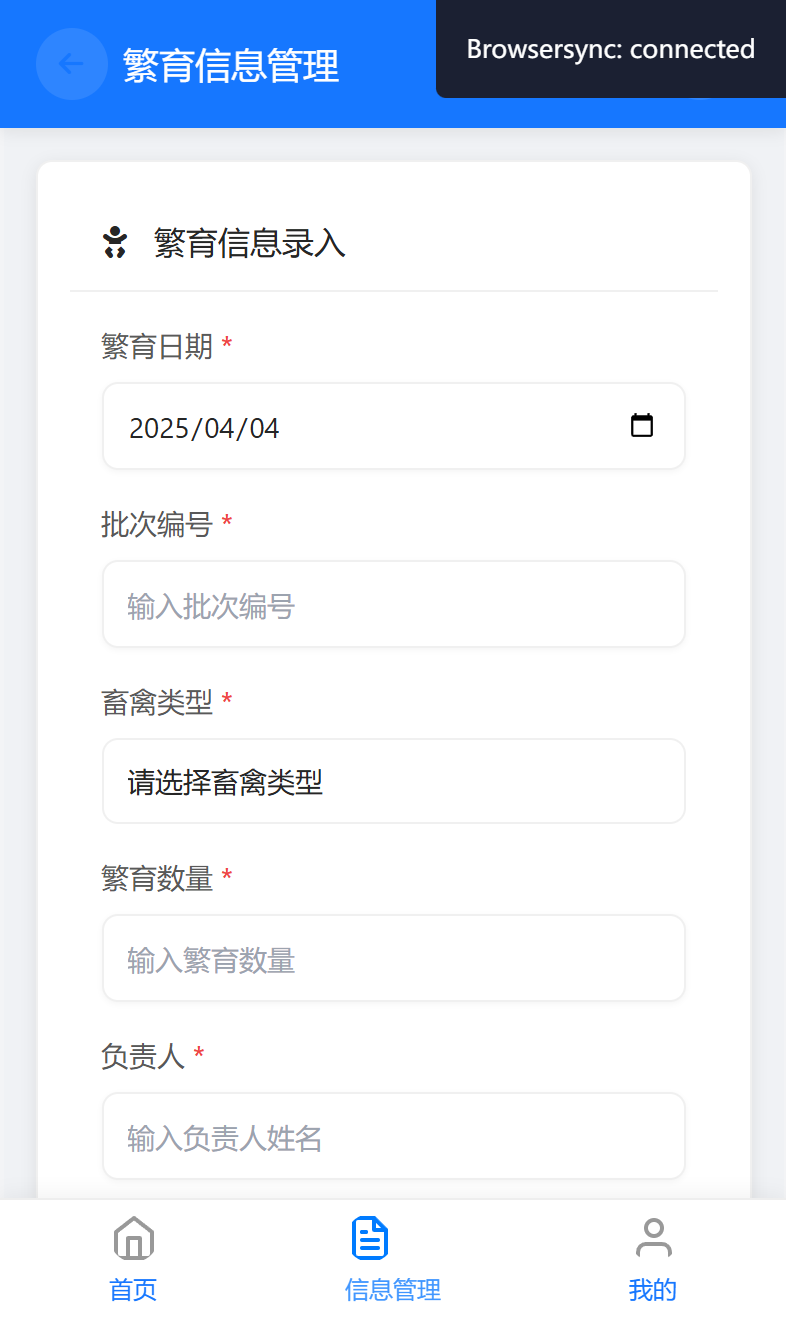 繁育信息管理
Browsersync: connected
繁育信息录入
繁育日期 *
2025/04/04
批次编号 *
输入批次编号
畜禽类型 *
请选择畜禽类型
繁育数量 *
输入繁育数量
负责人 *
输入负责人姓名
首页 信息管理 我的